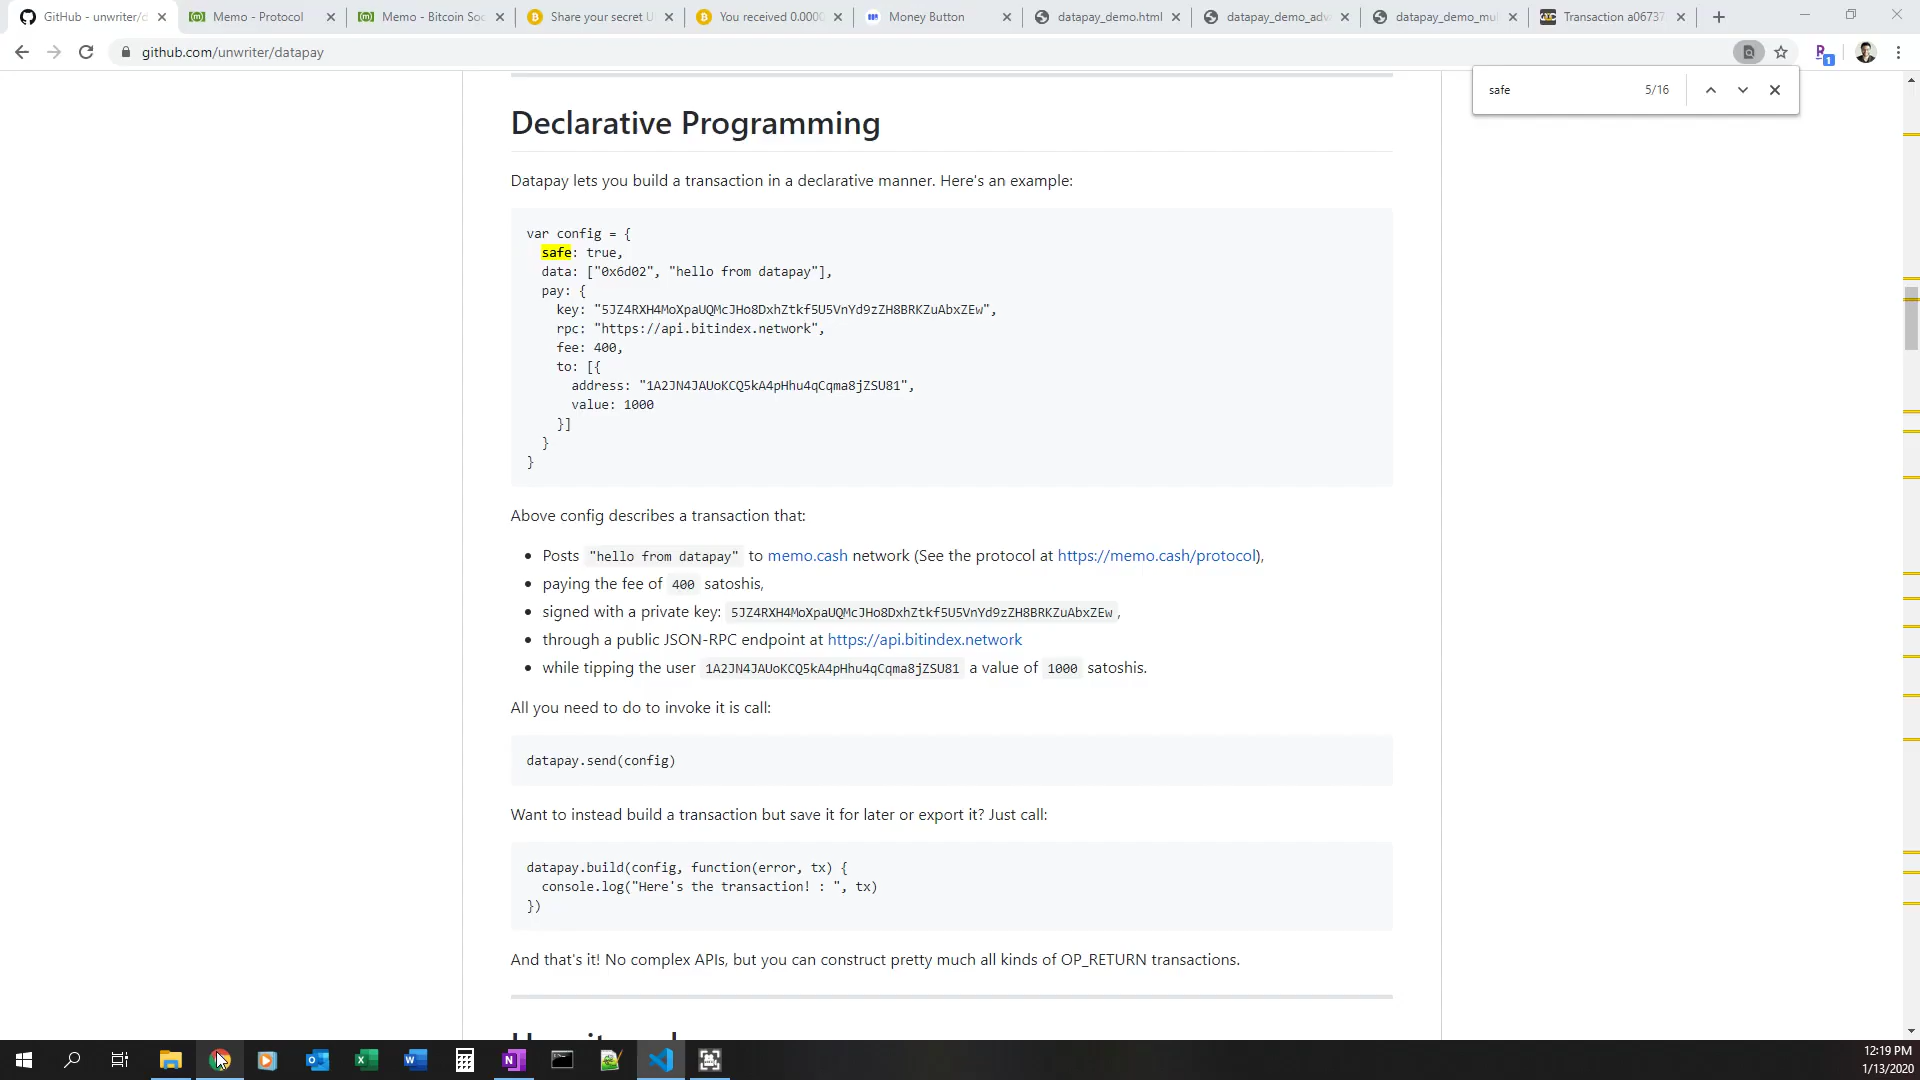 GitHub - unwriter/d
Memo - Protocol
Memo - Bitcoin Soc
Share your secret U
You received 0.000
Money Button
datapay_demo.html
datapay_demo_adv
datapay_demo_mu
Transaction a06737
github.com/unwriter/datapay
1
safe
5/16
Declarative Programming
Datapay lets you build a transaction in a declarative manner. Here's an example:
var config = {
safe: true,
data: ["0x6d02", "hello from datapay"],
pay: {
key: "5JZ4RXH4MoXpaUQMcJHo8DxhZtkf5U5VnYd9zZH8BRKZuAbxZEw",
rpc: "https://api.bitindex.network",
fee: 400,
to: [{
address: "1A2JN4JAUoKCQ5kA4pHhu4qCqma8jZSU81",
value: 1000
}]
}
}
Above config describes a transaction that:
Posts "hello from datapay" to memo.cash network (See the protocol at https://memo.cash/protocol),
paying the fee of 400 satoshis,
signed with a private key: 5JZ4RXH4MoXpaUQMcJHo8DxhZtkf5U5VnYd9zZH8BRKZuAbxZEw,
through a public JSON-RPC endpoint at https://api.bitindex.network
while tipping the user 1A2JN4JAUoKCQ5kA4pHhu4qCqma8jZSU81 a value of 1000 satoshis.
All you need to do to invoke it is call:
datapay.send(config)
Want to instead build a transaction but save it for later or export it? Just call:
datapay.build(config, function(error, tx) {
console.log("Here's the transaction! : ", tx)
})
And that's it! No complex APIs, but you can construct pretty much all kinds of OP_RETURN transactions.
12:19 PM
1/13/2020